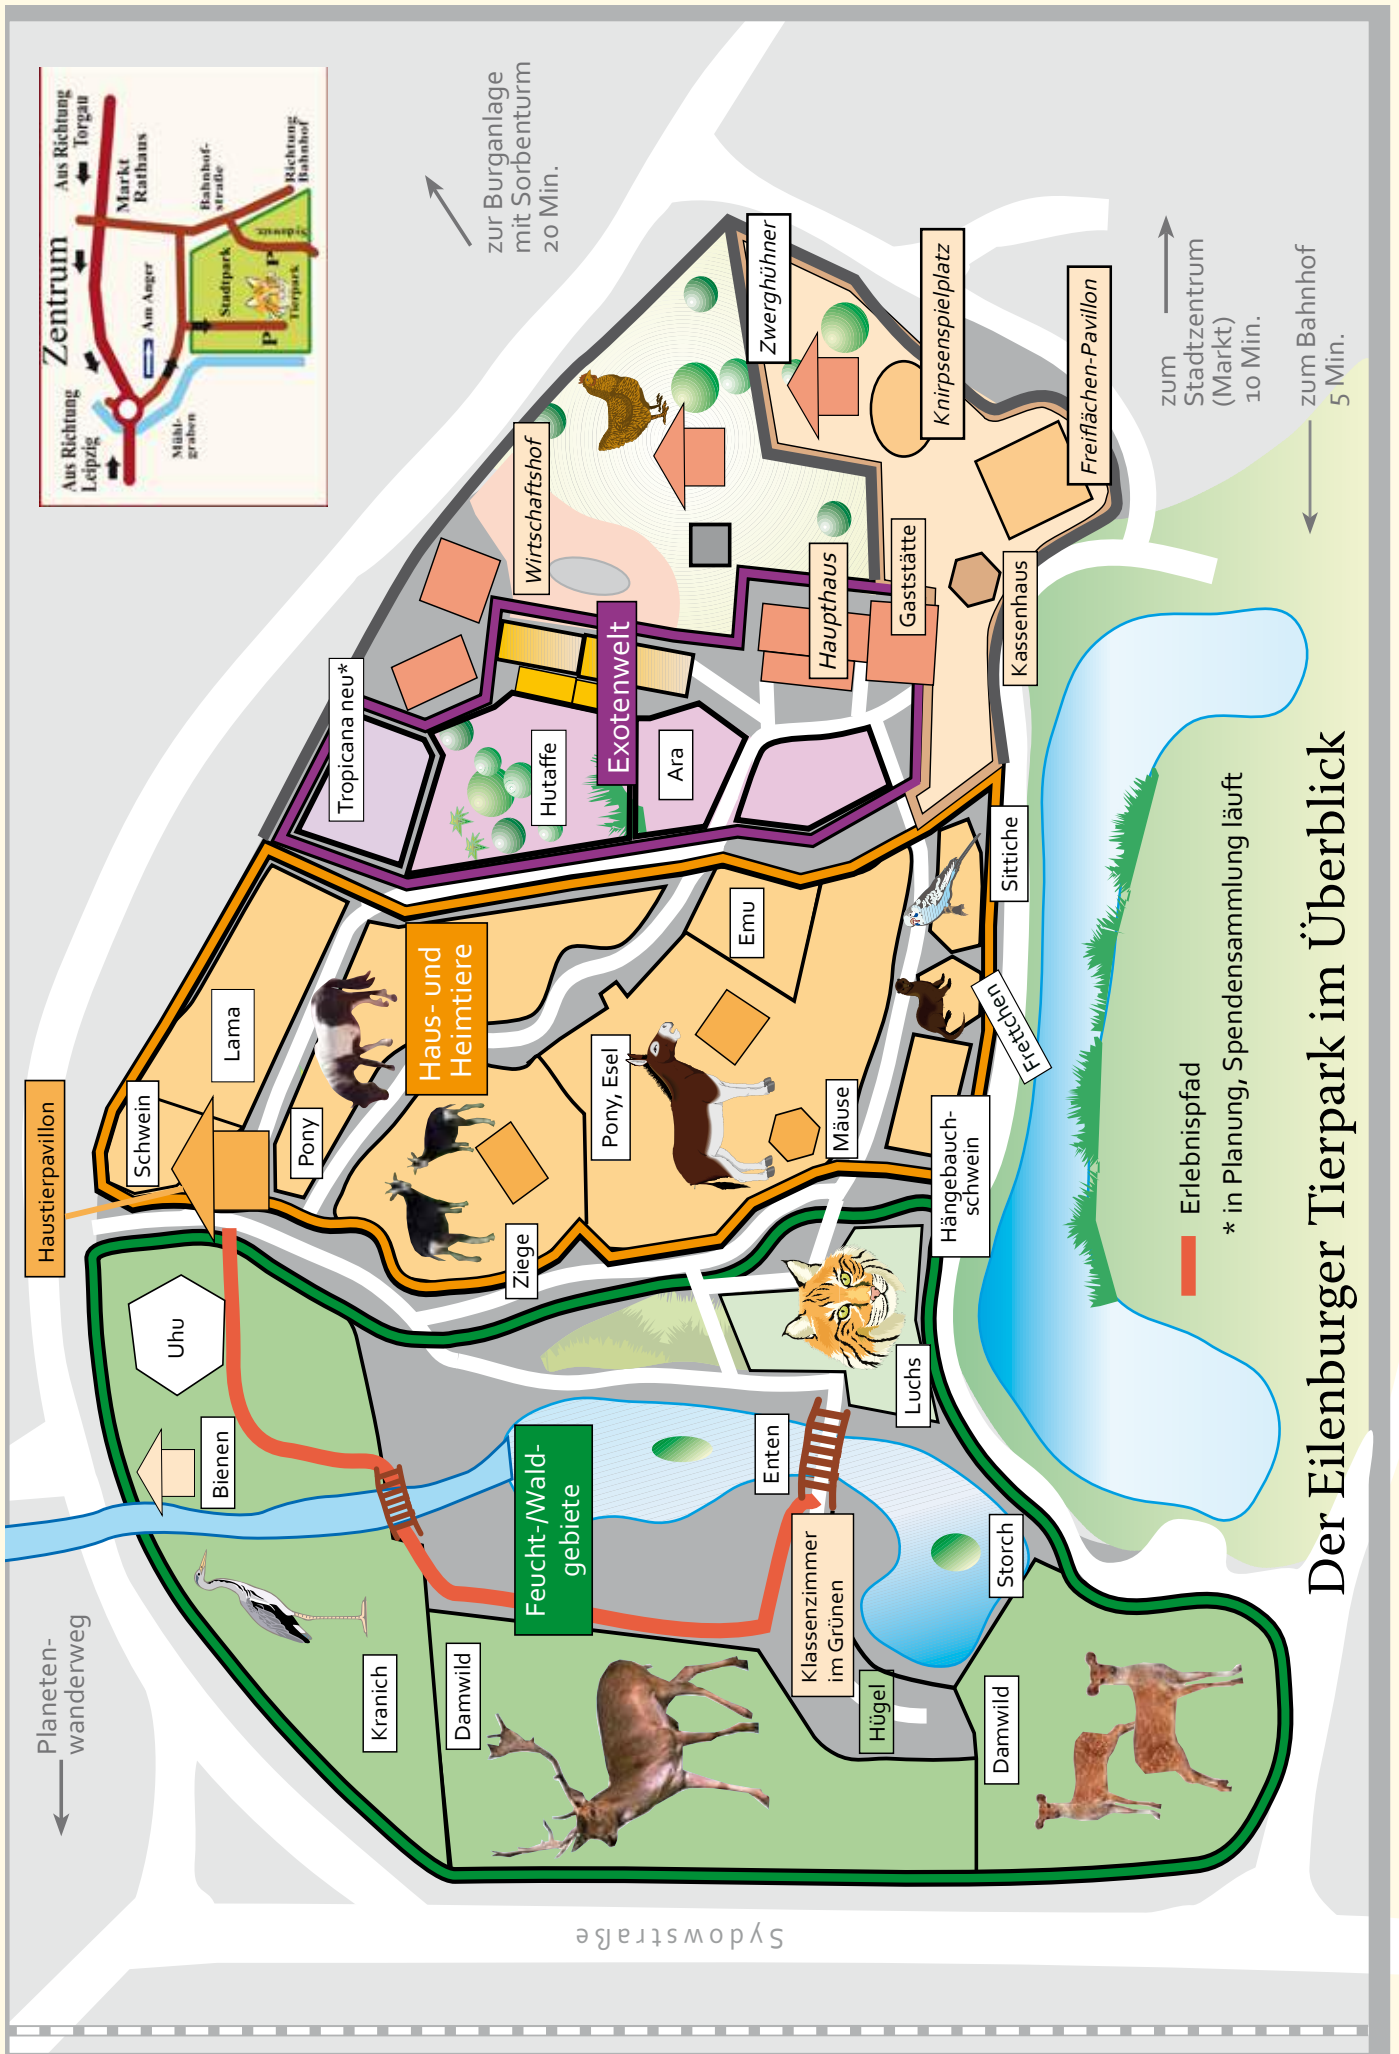 Der Eilenburger Tierpark im Überblick
Planeten-
wanderweg
Sydowstraße
Haustierpavillon
Uhu
Bienen
Kranich
Damwild
Feucht-/Wald-
gebiete
Enten
Klassenzimmer
im Grünen
Hügel
Storch
Damwild
Luchs
Schwein
Lama
Pony
Haus- und
Heimtiere
Ziege
Pony, Esel
Emu
Mäuse
Hängebauch-
schwein
Frettchen
Sittiche
Tropicana neu*
Hutaffe
Exotenwelt
Ara
Wirtschaftshof
Haupthaus
Gaststätte
Kassenhaus
Zwerghühner
Knirpsenspielplatz
Freiflächen-Pavillon
zur Burganlage
mit Sorbenturm
20 Min.
zum
Stadtzentrum
(Markt)
10 Min.
zum Bahnhof
5 Min.
Erlebnispfad
* in Planung, Spendensammlung läuft
Aus Richtung
Leipzig
Zentrum
Aus Richtung
Torgau
Markt
Rathaus
Mühl-
graben
Am Anger
Bahnhof-
straße
Richtung
Bahnhof
Stadtpark
P
P
Tierpark